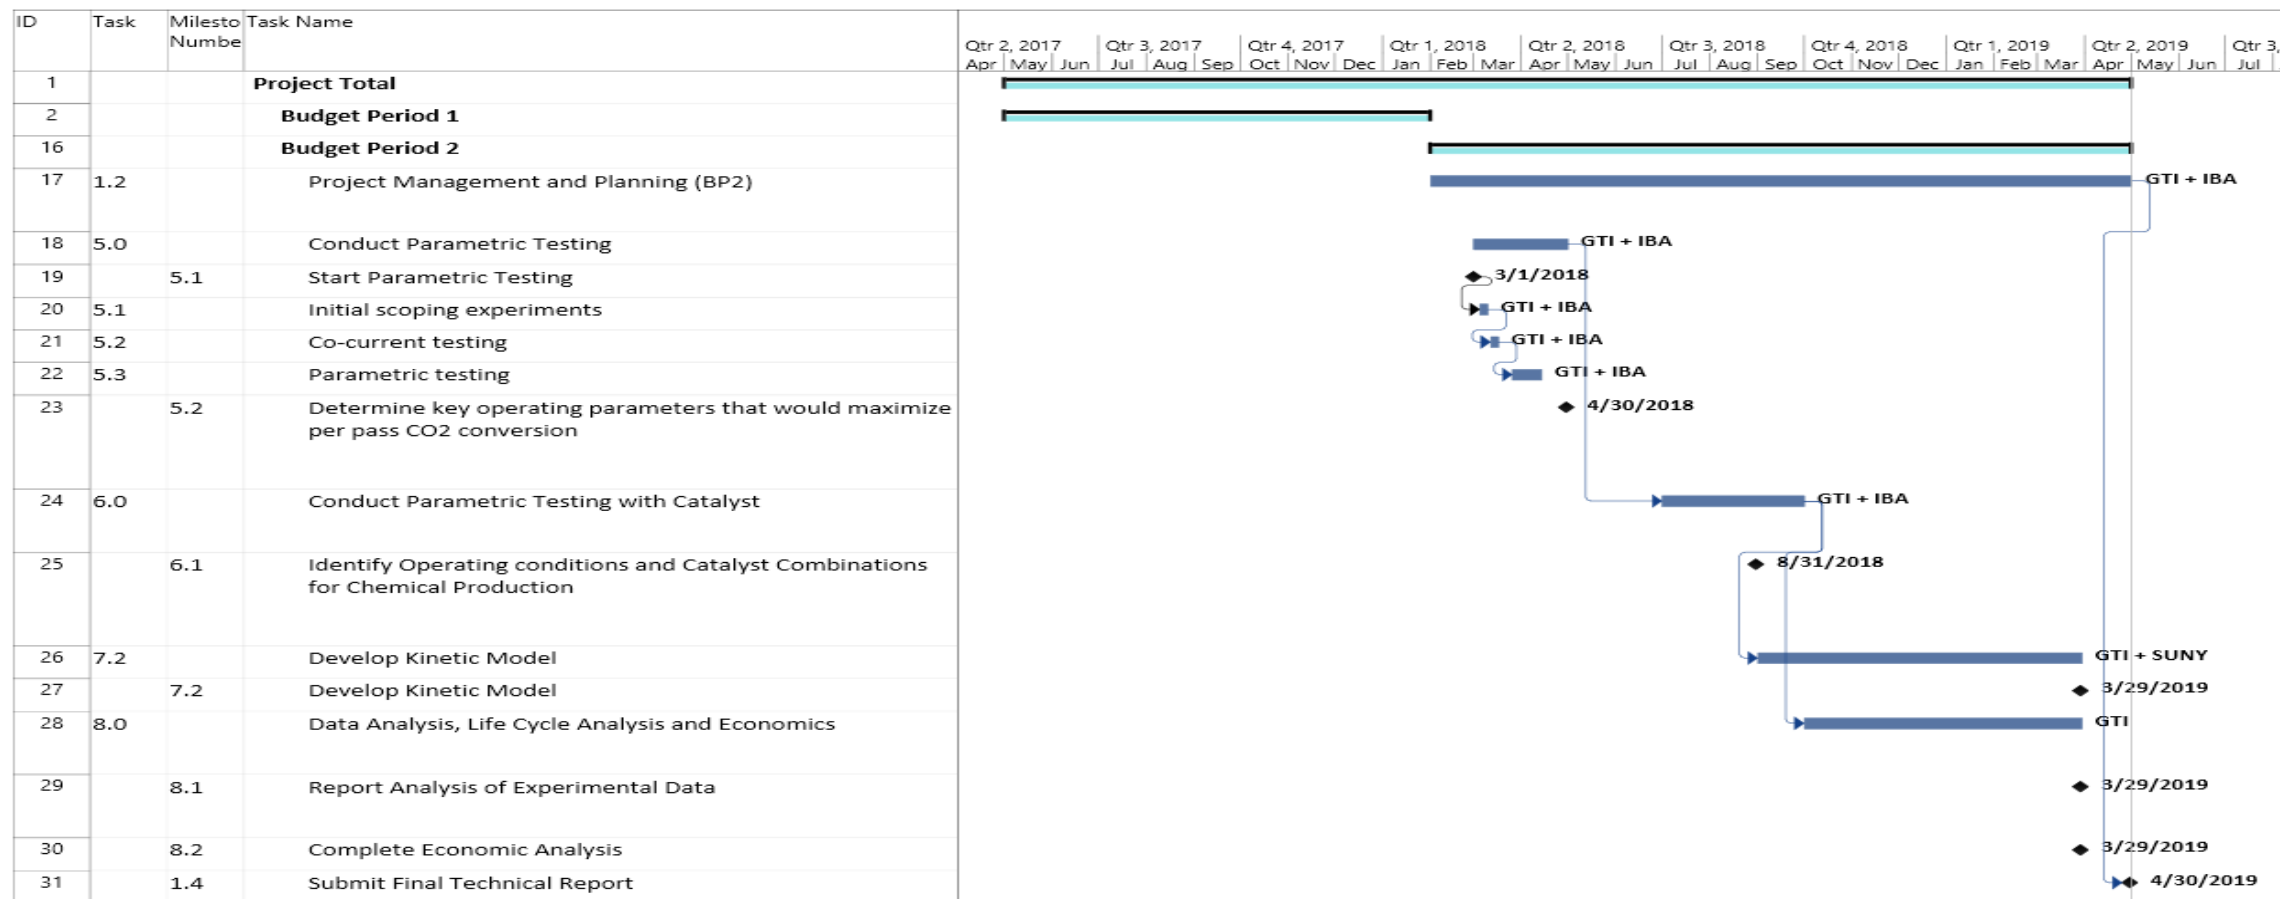 ID Task Milesto Task Name
Numbe
Qtr 2, 2017 Qtr 3, 2017 Qtr 4, 2017 Qtr 1, 2018 Qtr 2, 2018 Qtr 3, 2018 Qtr 4, 2018 Qtr 1, 2019 Qtr 2, 2019 Qtr 3,
Apr May Jun Jul Aug Sep Oct Nov Dec Jan Feb Mar Apr May Jun Jul Aug Sep Oct Nov Dec Jan Feb Mar Apr May Jun Jul
1 Project Total
2 Budget Period 1
16 Budget Period 2
17 1.2 Project Management and Planning (BP2) GTI + IBA
18 5.0 Conduct Parametric Testing GTI + IBA
19 5.1 Start Parametric Testing 3/1/2018
20 5.1 Initial scoping experiments GTI + IBA
21 5.2 Co-current testing GTI + IBA
22 5.3 Parametric testing GTI + IBA
23 5.2 Determine key operating parameters that would maximize 4/30/2018
per pass CO2 conversion
24 6.0 Conduct Parametric Testing with Catalyst GTI + IBA
25 6.1 Identify Operating conditions and Catalyst Combinations 8/31/2018
for Chemical Production
26 7.2 Develop Kinetic Model GTI + SUNY
27 7.2 Develop Kinetic Model 3/29/2019
28 8.0 Data Analysis, Life Cycle Analysis and Economics GTI
29 8.1 Report Analysis of Experimental Data 3/29/2019
30 8.2 Complete Economic Analysis 3/29/2019
31 1.4 Submit Final Technical Report 4/30/2019